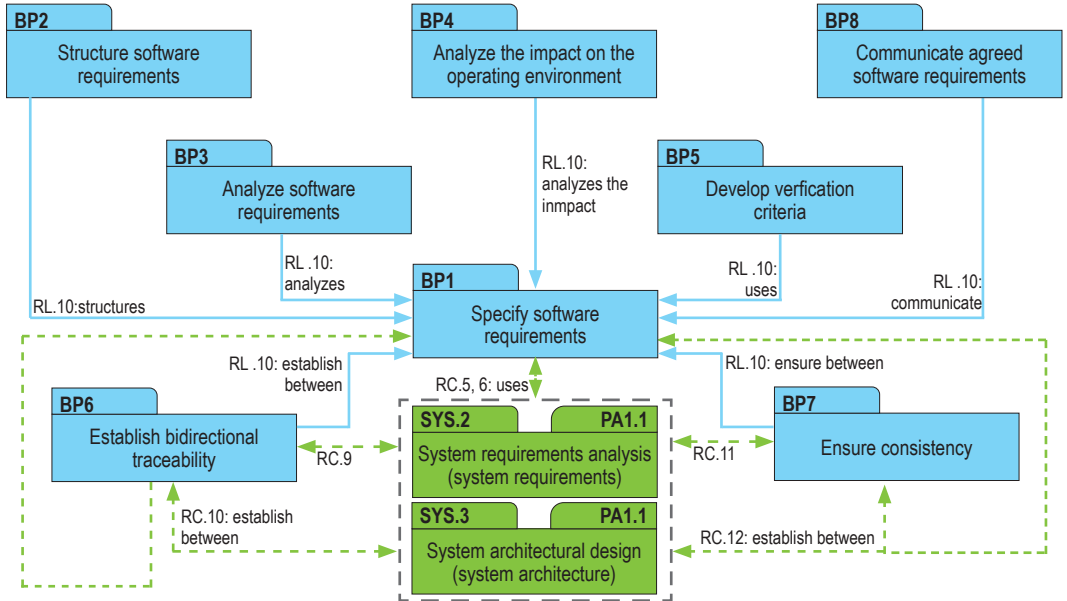 BP2
Structure software
requirements
BP4
Analyze the impact on the
operating environment
BP8
Communicate agreed
software requirements
BP3
Analyze software
requirements
RL.10:
analyzes the
inmpact
BP5
Develop verfication
criteria
RL .10:
analyzes
RL .10:
uses
RL .10:
communicate
RL.10:structures
BP1
Specify software
requirements
RL .10: establish
between
RL.10: ensure between
RC.5, 6: uses
BP6
Establish bidirectional
traceability
RC.9
SYS.2 PA1.1
System requirements analysis
(system requirements)
RC.11
BP7
Ensure consistency
RC.10: establish
between
SYS.3 PA1.1
System architectural design
(system architecture)
RC.12: establish between